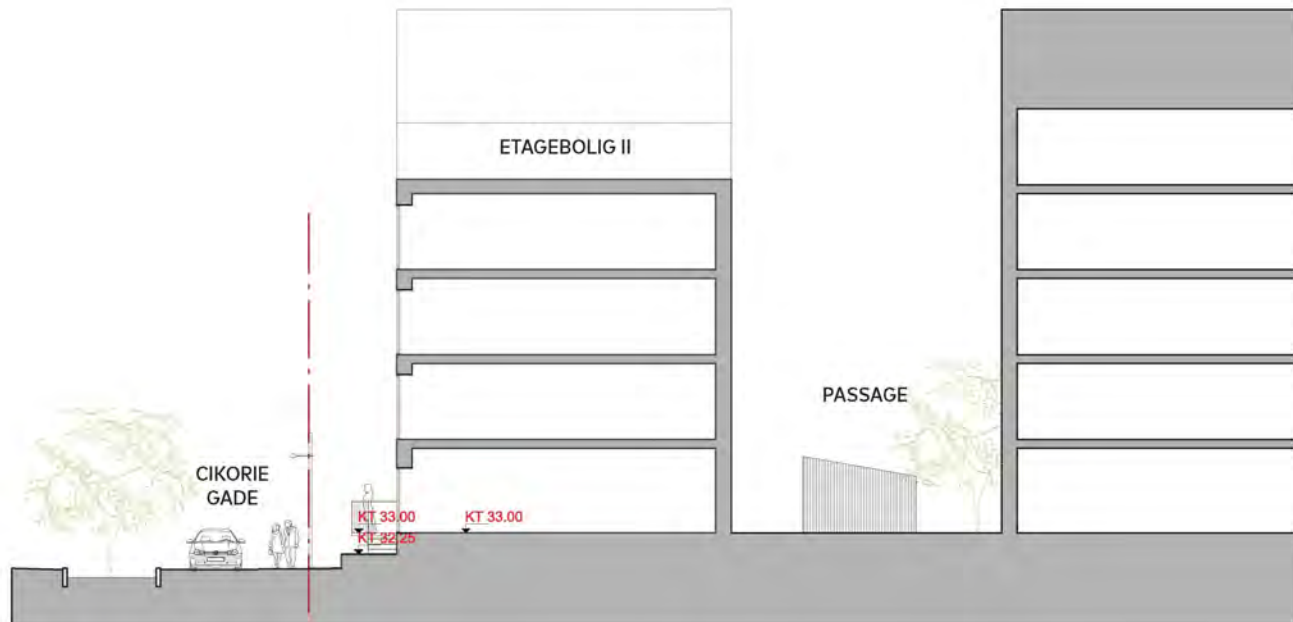 ETAGEBOLIG II
PASSAGE
CIKORIE
GADE
KT 33.00
KT 33.00
KT 32.25